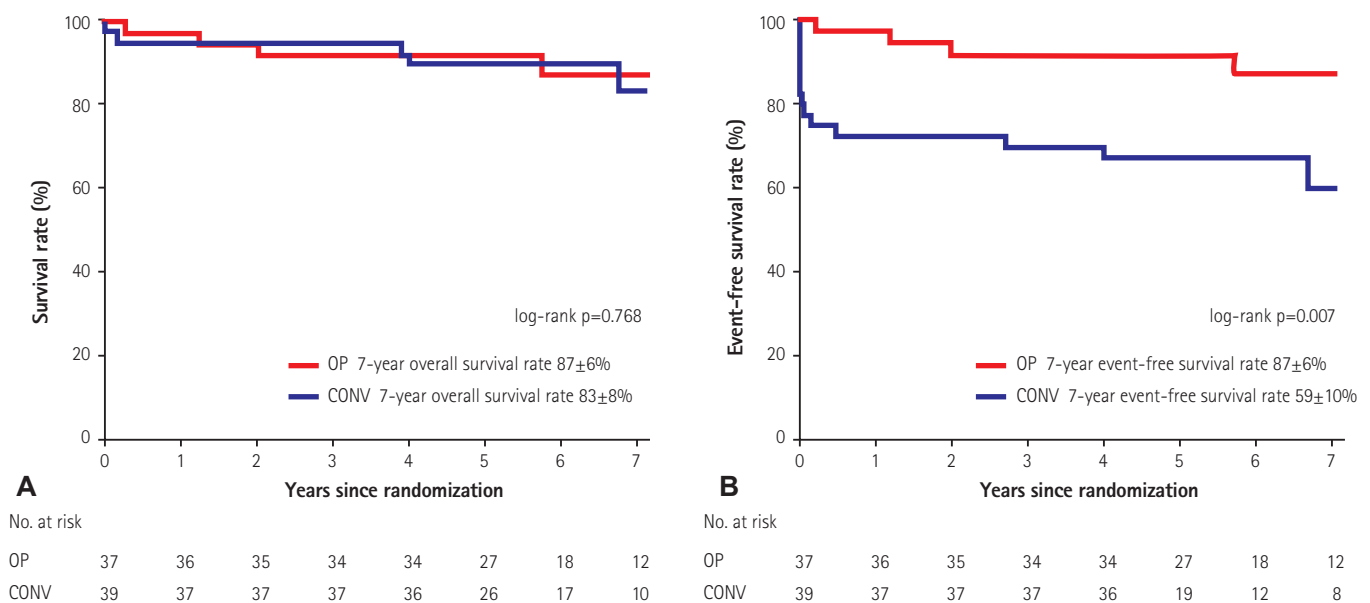 100
80
60
40
20
0
Survival rate (%)
log-rank p=0.768
OP 7-year overall survival rate 87±6%
CONV 7-year overall survival rate 83±8%
0 1 2 3 4 5 6 7
Years since randomization
A
No. at risk
OP 37 36 35 34 34 27 18 12
CONV 39 37 37 37 36 26 17 10
100
80
60
40
20
0
Event-free survival rate (%)
log-rank p=0.007
OP 7-year event-free survival rate 87±6%
CONV 7-year event-free survival rate 59±10%
0 1 2 3 4 5 6 7
Years since randomization
B
No. at risk
OP 37 36 35 34 34 27 18 12
CONV 39 37 37 37 36 19 12 8